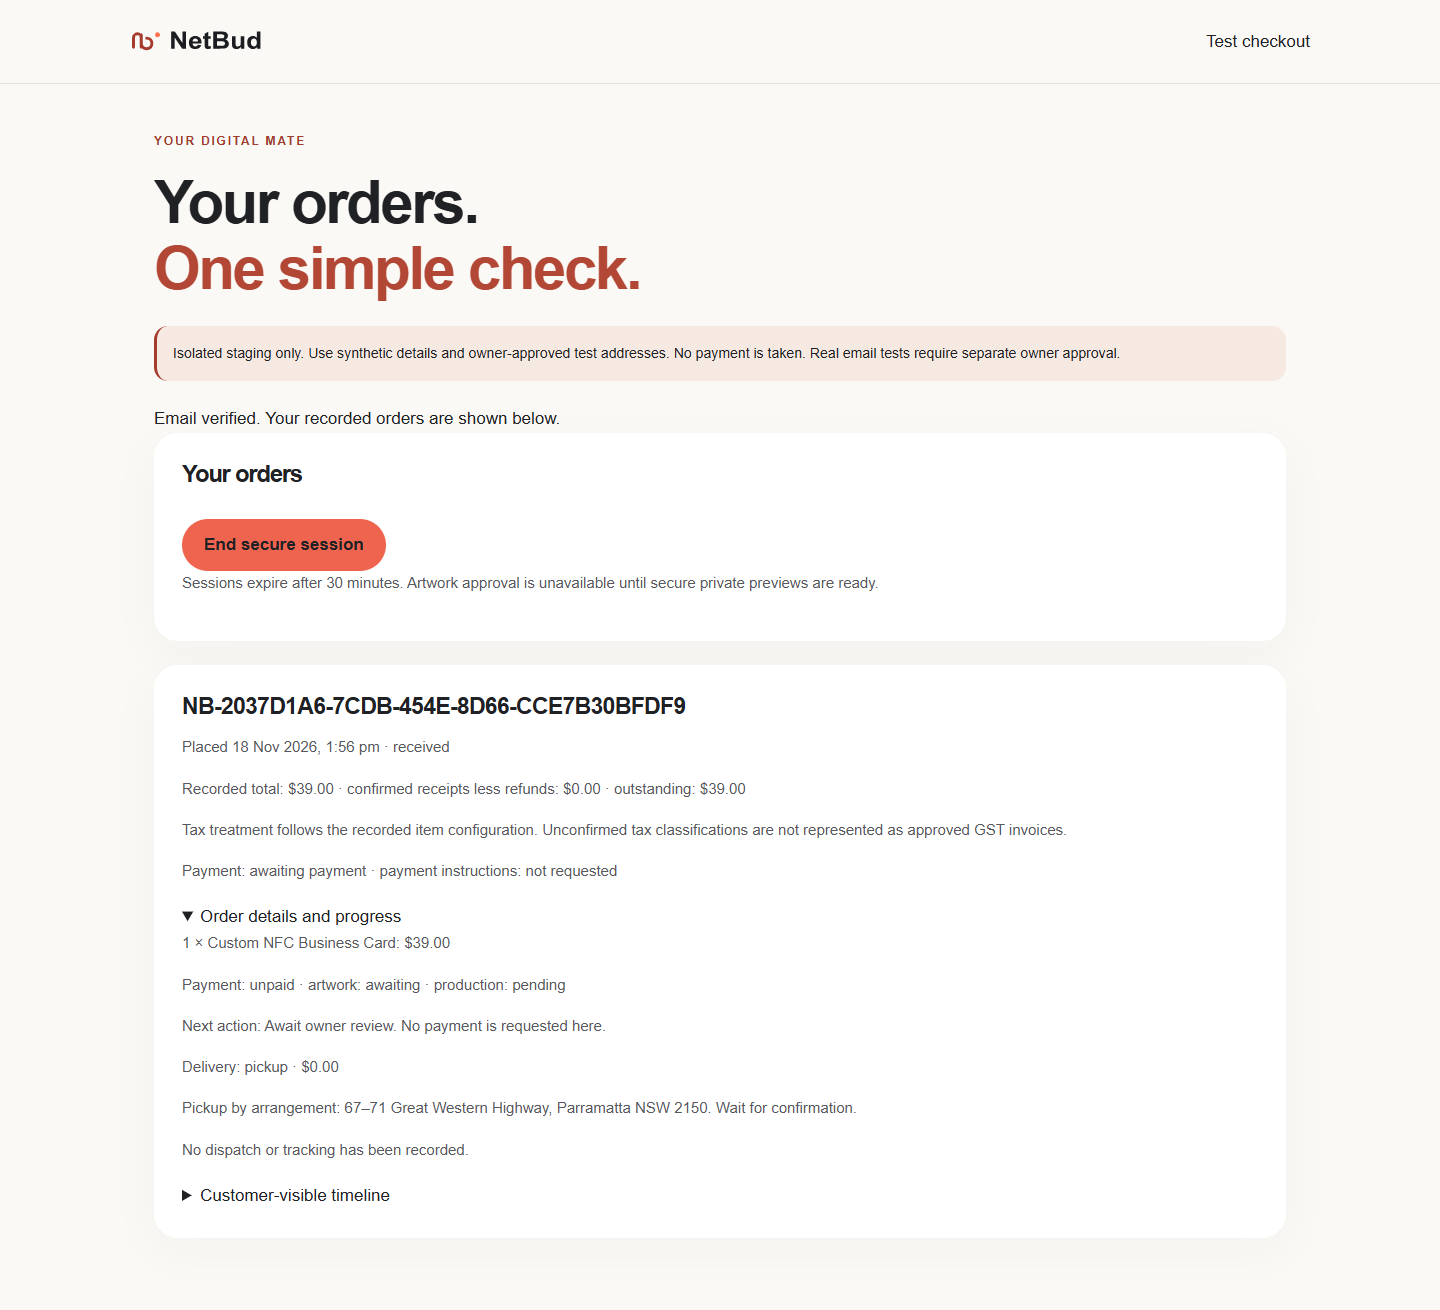 NetBud
Test checkout
YOUR DIGITAL MATE
Your orders.
One simple check.
Isolated staging only. Use synthetic details and owner-approved test addresses. No payment is taken. Real email tests require separate owner approval.
Email verified. Your recorded orders are shown below.
Your orders
End secure session
Sessions expire after 30 minutes. Artwork approval is unavailable until secure private previews are ready.
NB-2037D1A6-7CDB-454E-8D66-CCE7B30BFDF9
Placed 18 Nov 2026, 1:56 pm · received
Recorded total: $39.00 · confirmed receipts less refunds: $0.00 · outstanding: $39.00
Tax treatment follows the recorded item configuration. Unconfirmed tax classifications are not represented as approved GST invoices.
Payment: awaiting payment · payment instructions: not requested
▼ Order details and progress
1 × Custom NFC Business Card: $39.00
Payment: unpaid · artwork: awaiting · production: pending
Next action: Await owner review. No payment is requested here.
Delivery: pickup · $0.00
Pickup by arrangement: 67–71 Great Western Highway, Parramatta NSW 2150. Wait for confirmation.
No dispatch or tracking has been recorded.
▶ Customer-visible timeline